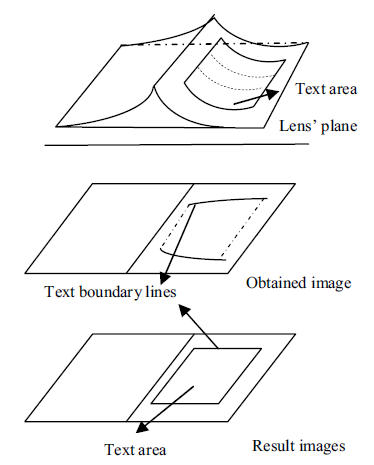 Text area
Lens' plane
Obtained image
Text boundary lines
Text area
Result images